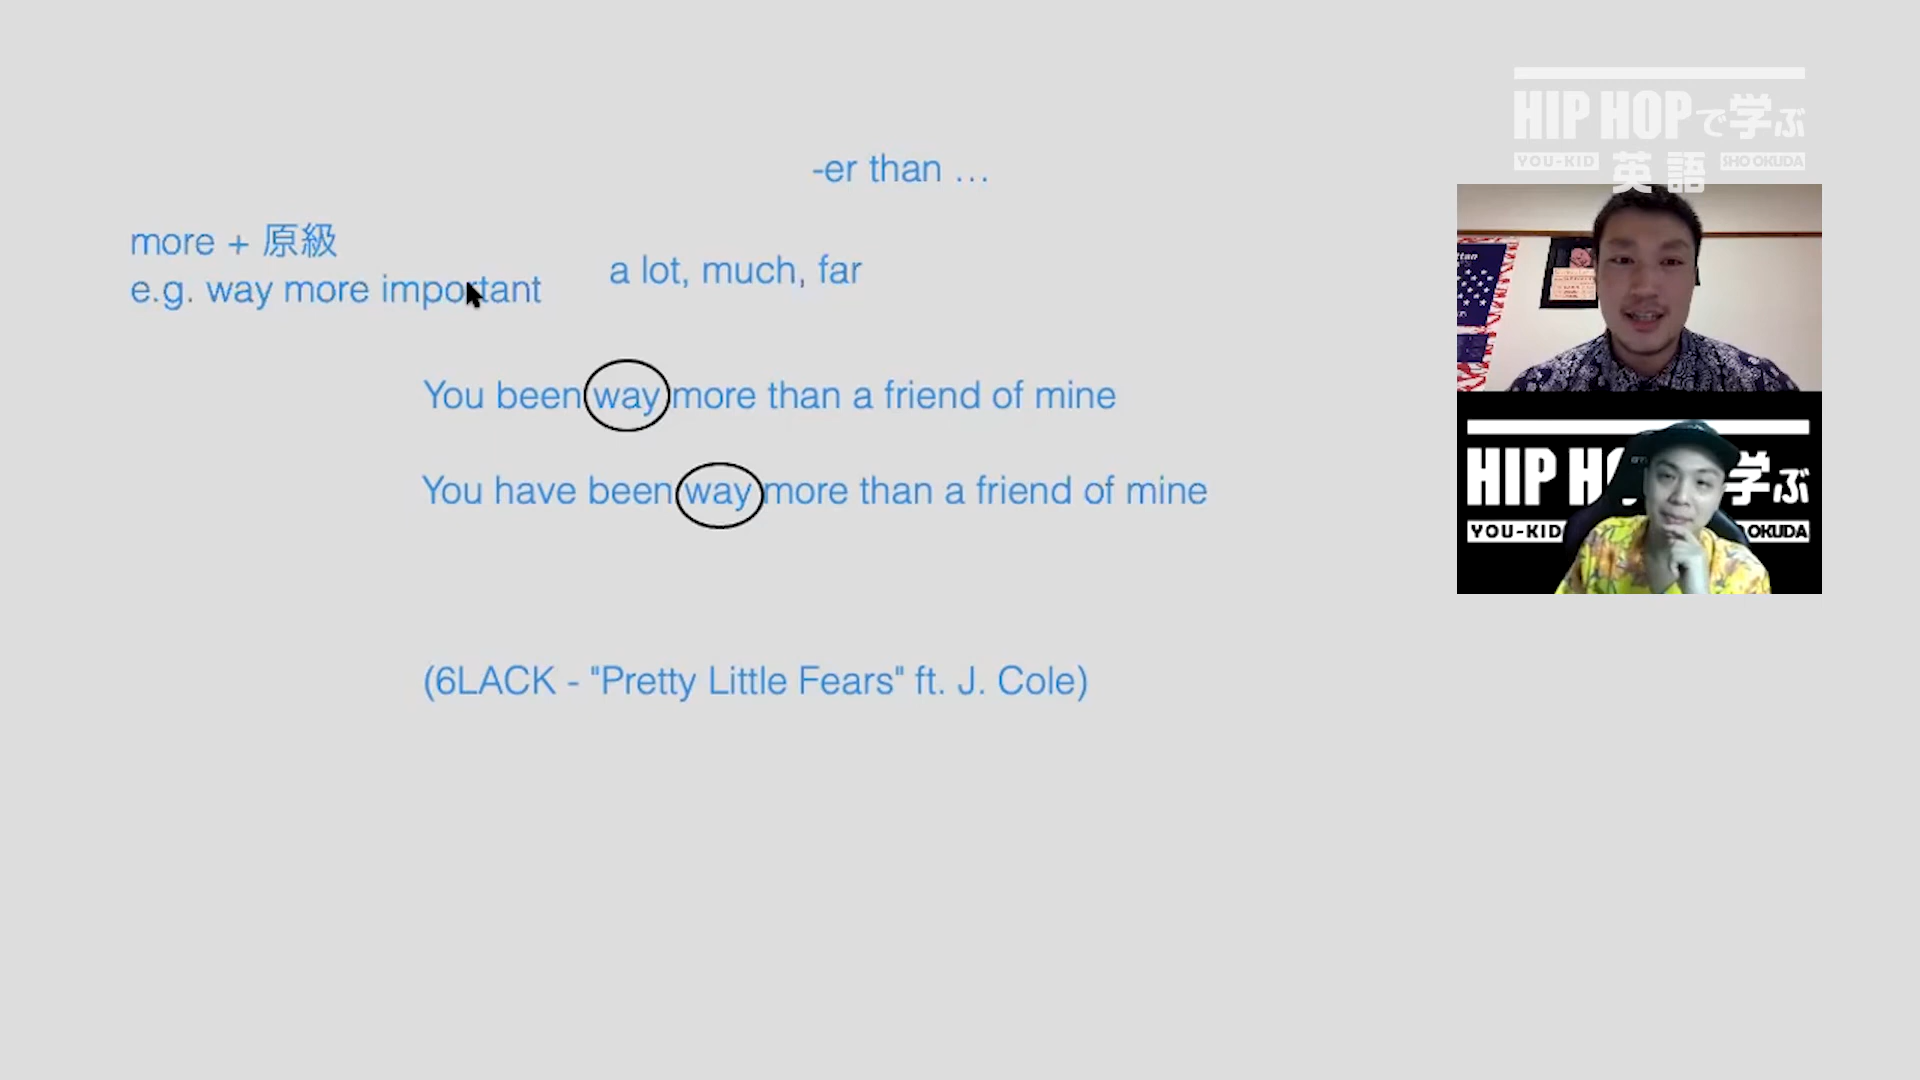 -er than …
more + 原級
e.g. way more important
a lot, much, far
You been way more than a friend of mine
You have been way more than a friend of mine
(6LACK - "Pretty Little Fears" ft. J. Cole)
HIP HOPで学ぶ
YOU-KID 英語 SHO OKUDA
HIP H 学ぶ
YOU-KID OKUDA